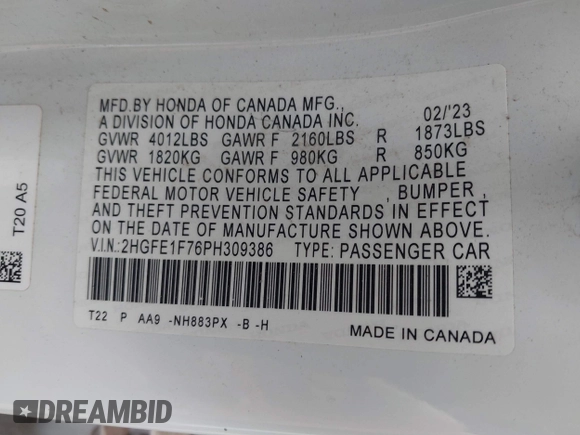 MFD.BY HONDA OF CANADA MFG.,
A DIVISION OF HONDA CANADA INC. 02/'23
GVWR 4012LBS GAWR F 2160LBS R 1873LBS
GVWR 1820KG GAWR F 980KG R 850KG
THIS VEHICLE CONFORMS TO ALL APPLICABLE
FEDERAL MOTOR VEHICLE SAFETY , BUMPER ,
AND THEFT PREVENTION STANDARDS IN EFFECT
ON THE DATE OF MANUFACTURE SHOWN ABOVE.
V.I.N.:2HGFE1F76PH309386 TYPE: PASSENGER CAR
T22 P AA9 -NH883PX -B -H
MADE IN CANADA
T20 A5
DREAMBID